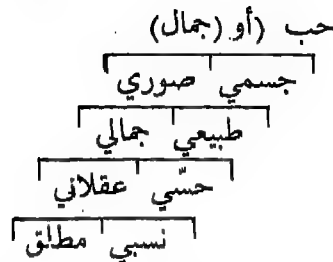 حب (أو (جمال)
جسمي صوري
طبيعي جمالي
حسّي عقلاني
نسبي مطلق